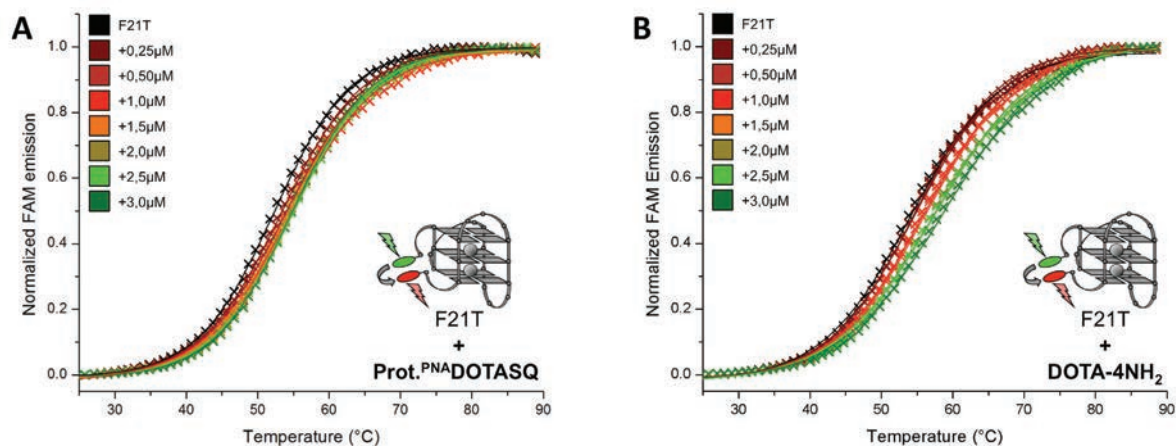 A
F21T
+0,25µM
+0,50µM
+1,0µM
+1,5µM
+2,0µM
+2,5µM
+3,0µM
Normalized FAM emission
1.0
0.8
0.6
0.4
0.2
0.0
30 40 50 60 70 80 90
Temperature (°C)
F21T
+
Prot.PNADOTASQ
B
F21T
+0,25µM
+0,50µM
+1,0µM
+1,5µM
+2,0µM
+2,5µM
+3,0µM
Normalized FAM Emission
1.0
0.8
0.6
0.4
0.2
0.0
30 40 50 60 70 80 90
Temperature (°C)
F21T
+
DOTA-4NH₂